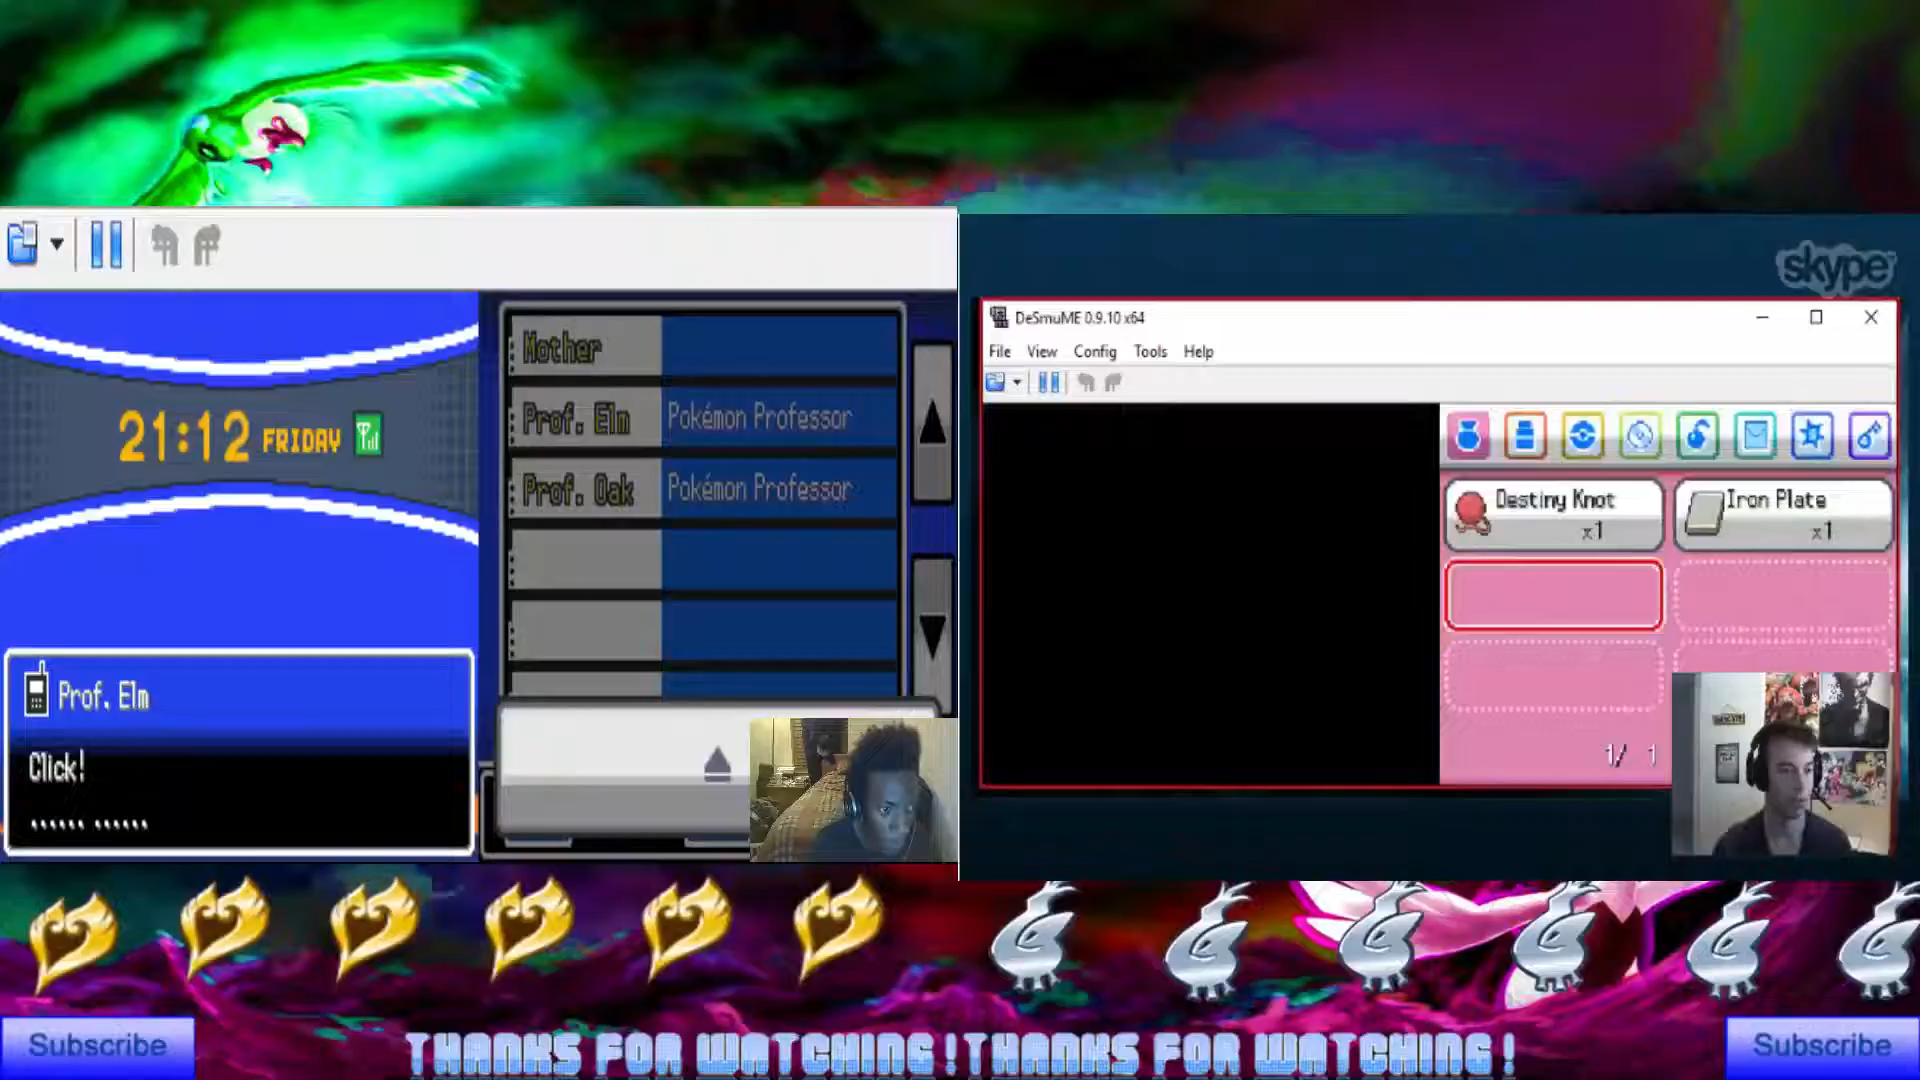 skype
DeSmuME 0.9.10 x64
File View Config Tools Help
Mother
Prof. Elm Pokémon Professor
Prof. Oak Pokémon Professor
21:12 FRIDAY
Prof. Elm
Click!
...... ......
Destiny Knot
x1
Iron Plate
x1
1/ 1
Subscribe
THANKS FOR WATCHING!THANKS FOR WATCHING!
Subscribe